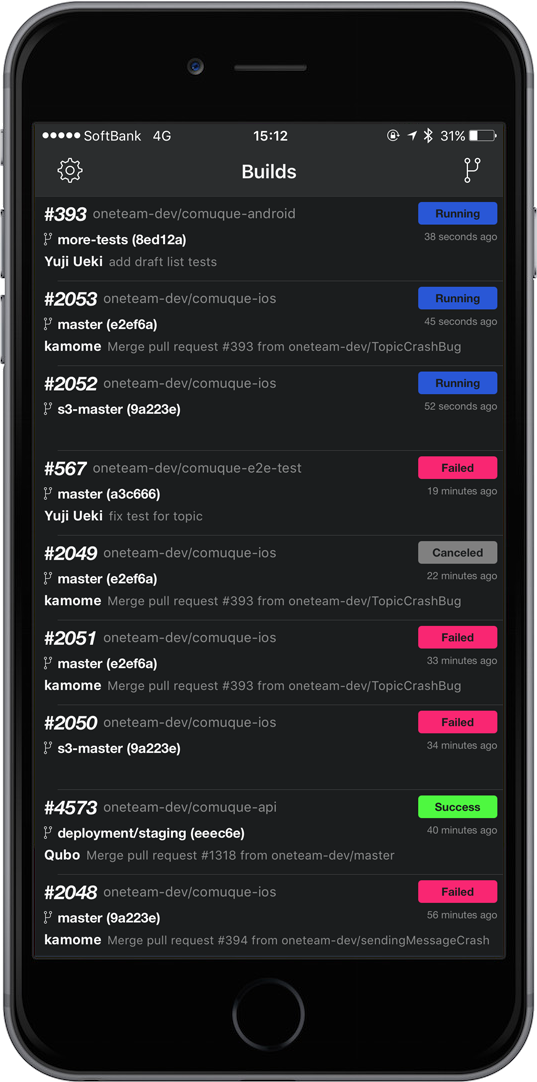 SoftBank 4G 15:12 31%
Builds
#393 oneteam-dev/comuque-android Running
more-tests (8ed12a) 38 seconds ago
Yuji Ueki add draft list tests
#2053 oneteam-dev/comuque-ios Running
master (e2ef6a) 45 seconds ago
kamome Merge pull request #393 from oneteam-dev/TopicCrashBug
#2052 oneteam-dev/comuque-ios Running
s3-master (9a223e) 52 seconds ago
#567 oneteam-dev/comuque-e2e-test Failed
master (a3c666) 19 minutes ago
Yuji Ueki fix test for topic
#2049 oneteam-dev/comuque-ios Canceled
master (e2ef6a) 22 minutes ago
kamome Merge pull request #393 from oneteam-dev/TopicCrashBug
#2051 oneteam-dev/comuque-ios Failed
master (e2ef6a) 33 minutes ago
kamome Merge pull request #393 from oneteam-dev/TopicCrashBug
#2050 oneteam-dev/comuque-ios Failed
s3-master (9a223e) 34 minutes ago
#4573 oneteam-dev/comuque-api Success
deployment/staging (eeec6e) 40 minutes ago
Qubo Merge pull request #1318 from oneteam-dev/master
#2048 oneteam-dev/comuque-ios Failed
master (9a223e) 56 minutes ago
kamome Merge pull request #394 from oneteam-dev/sendingMessageCrash